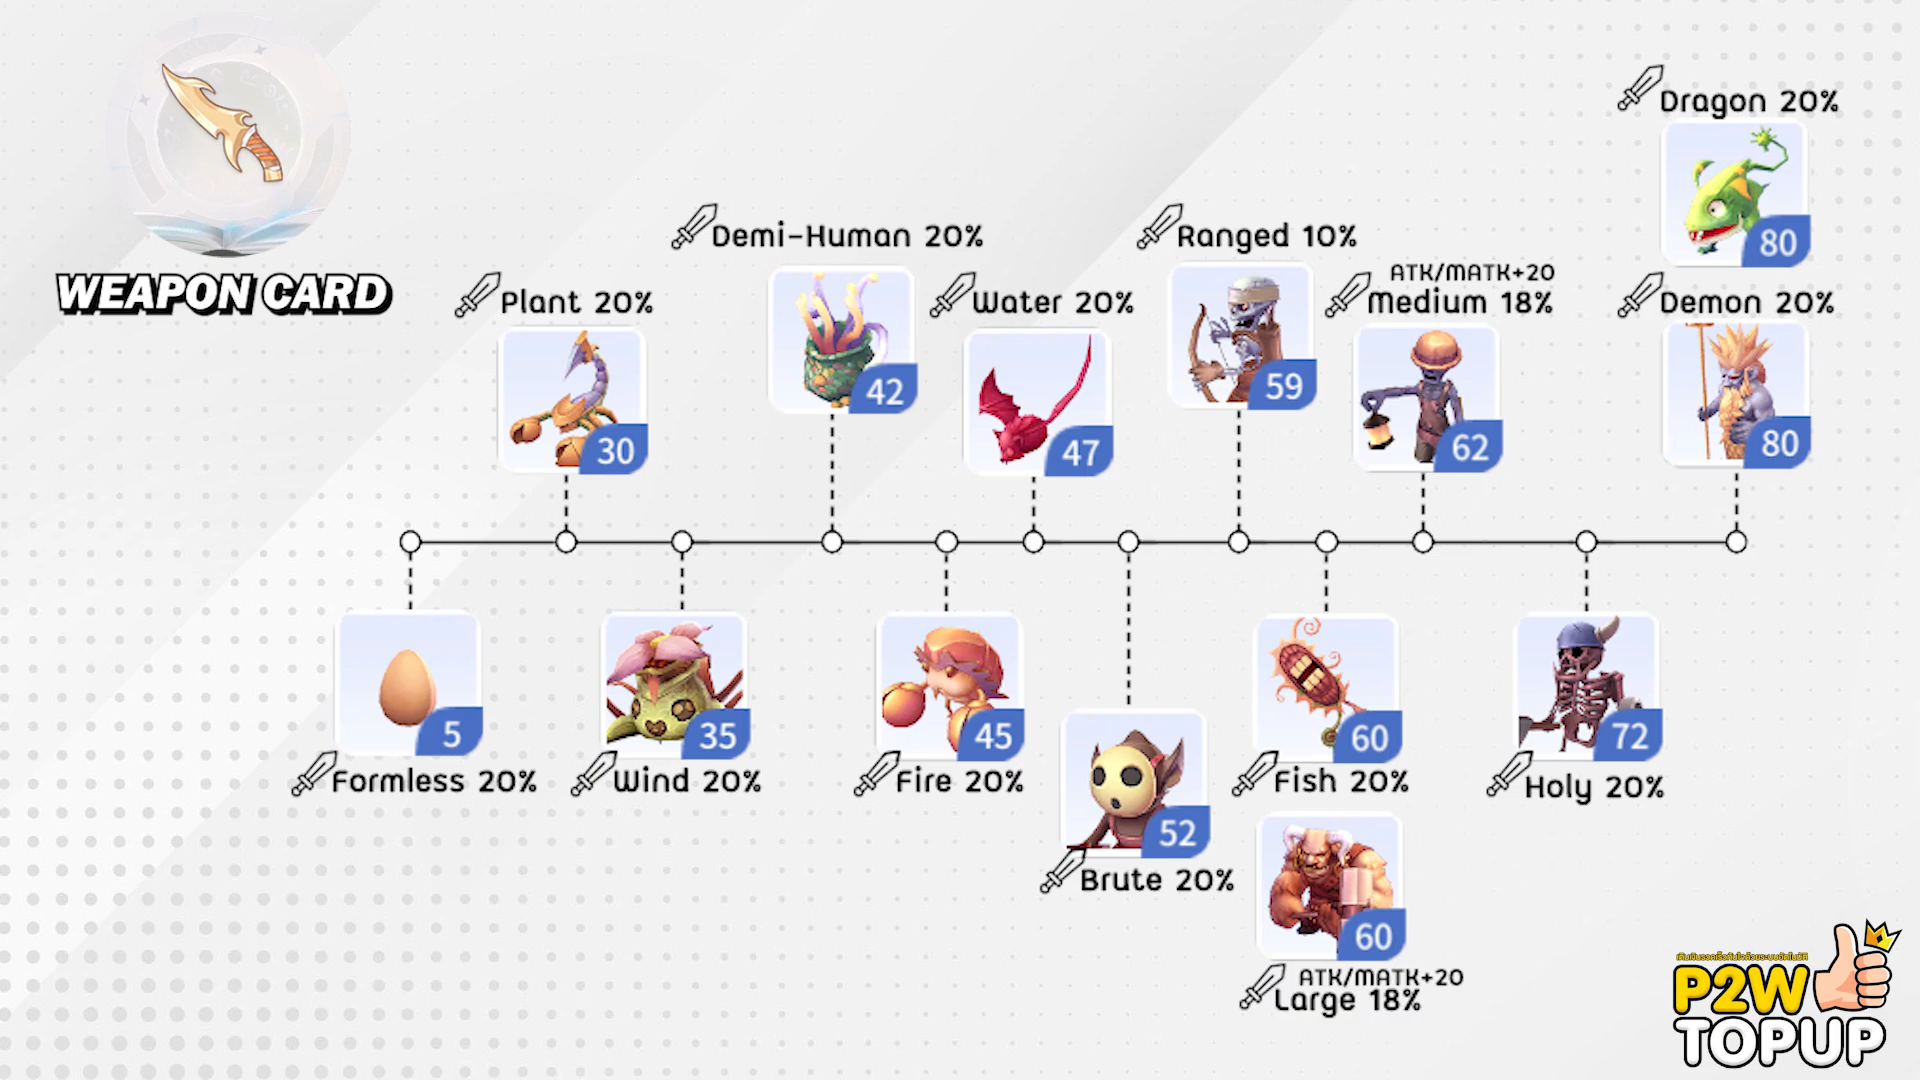 WEAPON CARD
Dragon 20%
80
Demi-Human 20%
42
Ranged 10%
59
Plant 20%
30
Water 20%
47
ATK/MATK+20
Medium 18%
62
Demon 20%
80
5
Formless 20%
35
Wind 20%
45
Fire 20%
52
Brute 20%
60
Fish 20%
72
Holy 20%
60
ATK/MATK+20
Large 18%
P2W
TOPUP